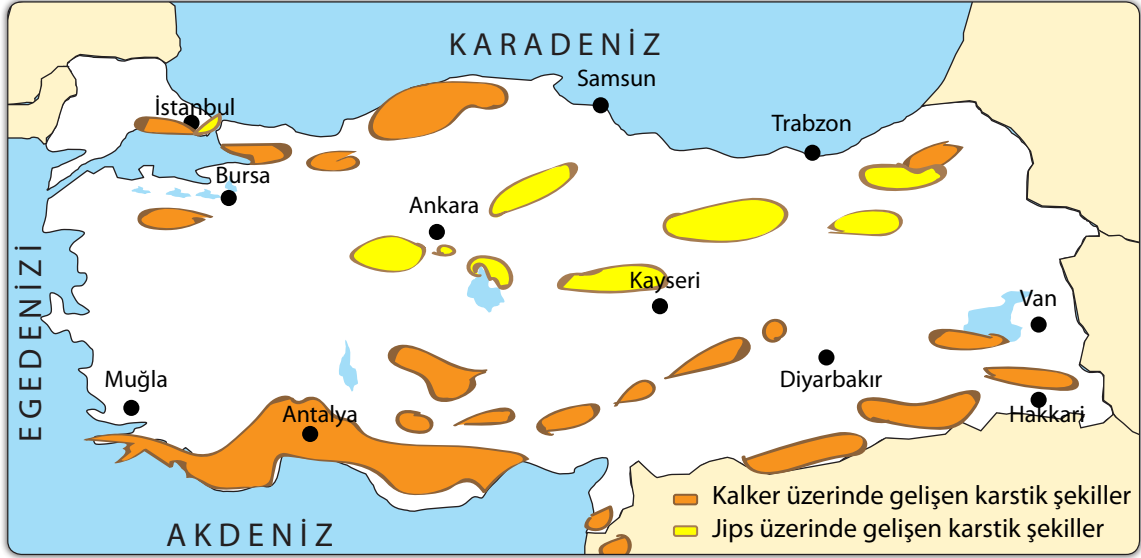 KARADENİZ
Samsun
İstanbul
Trabzon
Bursa
Ankara
EGEDENİZİ
Kayseri
Van
Muğla
Diyarbakır
Antalya
Hakkari
Kalker üzerinde gelişen karstik şekiller
Jips üzerinde gelişen karstik şekiller
AKDENİZ